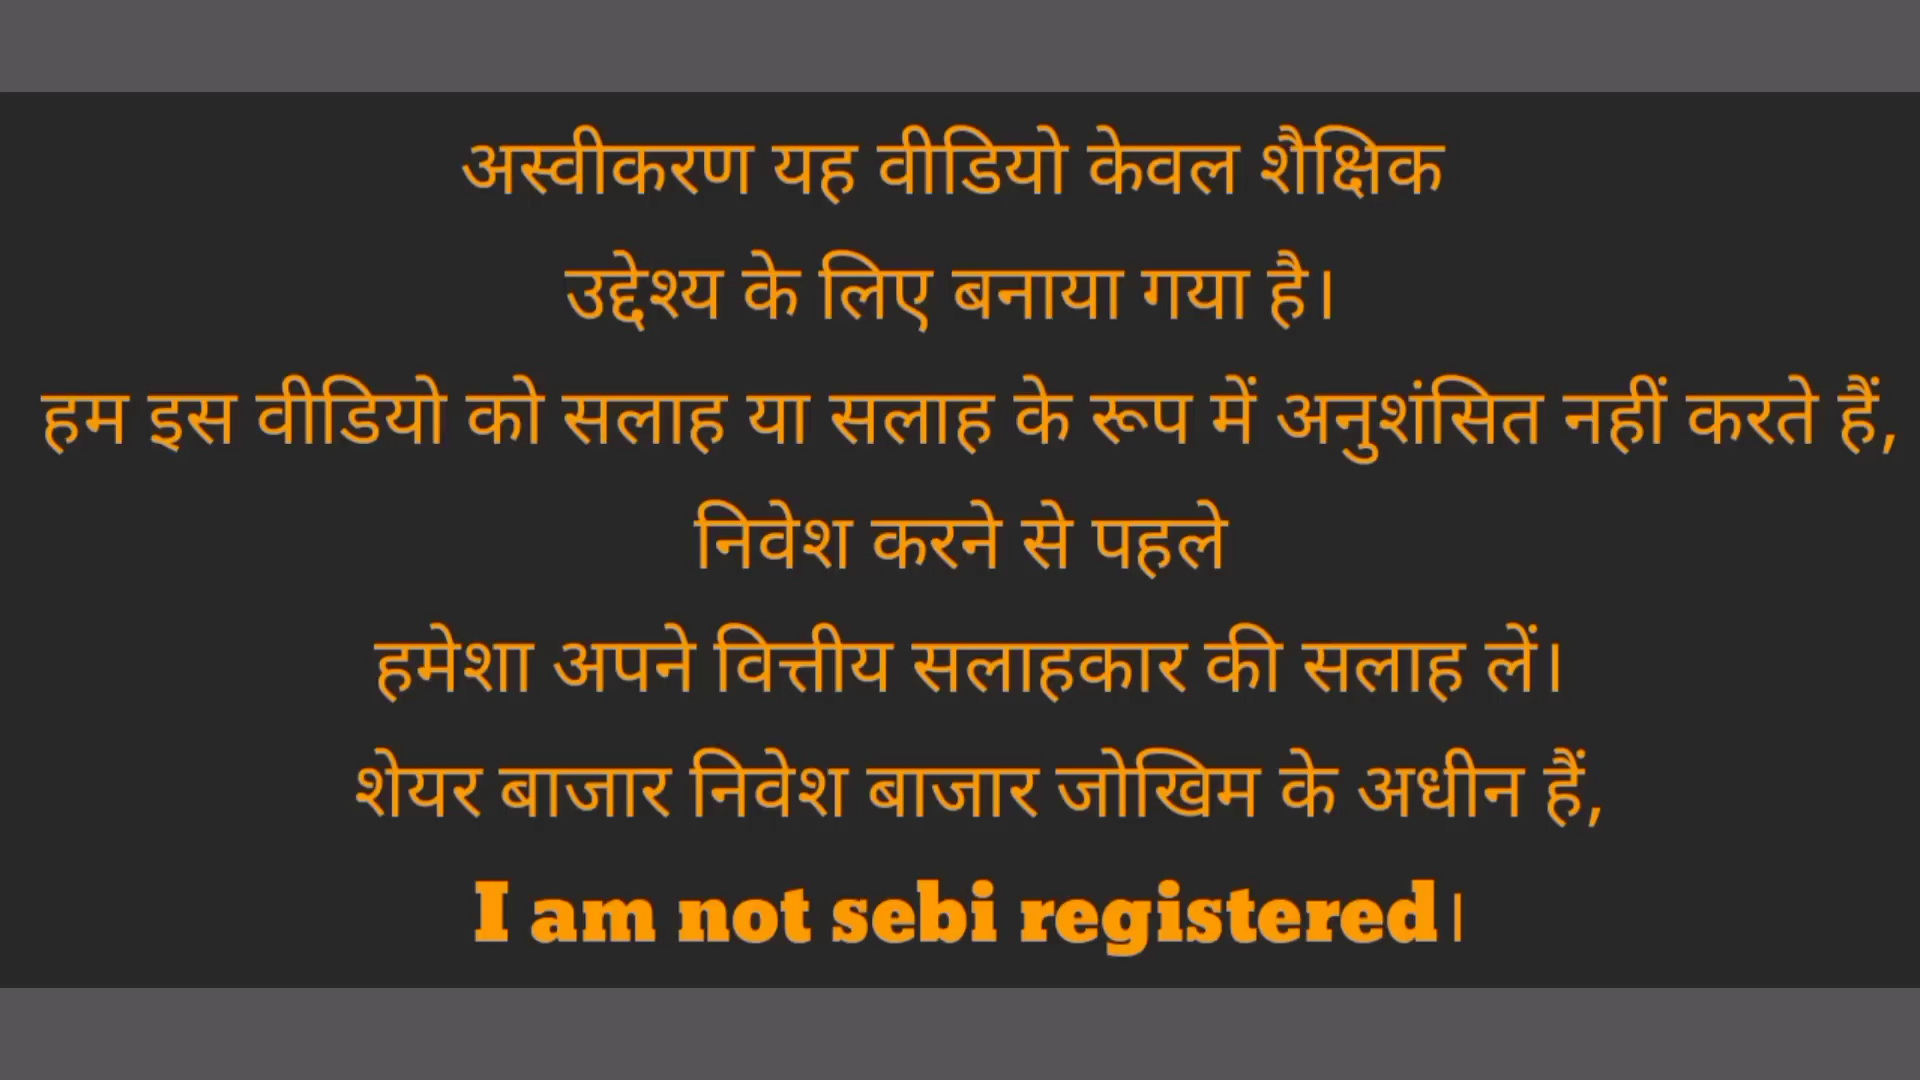 अस्वीकरण यह वीडियो केवल शैक्षिक
उद्देश्य के लिए बनाया गया है।
हम इस वीडियो को सलाह या सलाह के रूप में अनुशंसित नहीं करते हैं,
निवेश करने से पहले
हमेशा अपने वित्तीय सलाहकार की सलाह लें।
शेयर बाजार निवेश बाजार जोखिम के अधीन हैं,
I am not sebi registered।